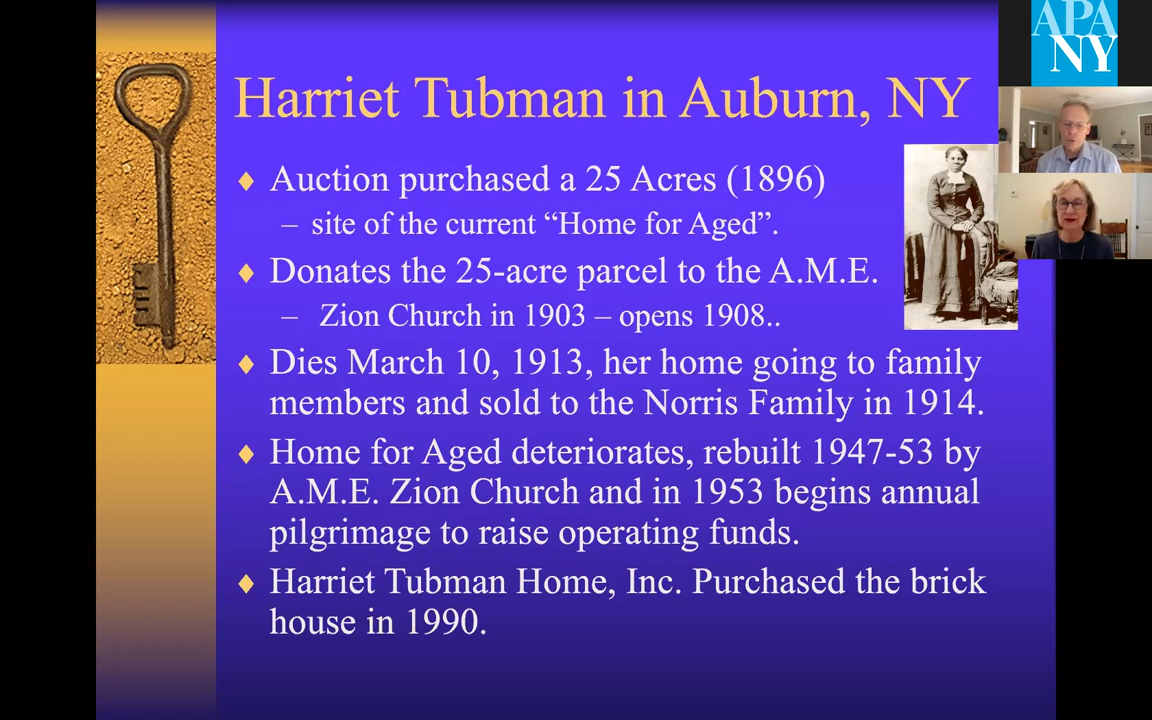 Harriet Tubman in Auburn, NY
Auction purchased a 25 Acres (1896)
– site of the current “Home for Aged”.
Donates the 25-acre parcel to the A.M.E.
– Zion Church in 1903 – opens 1908..
Dies March 10, 1913, her home going to family
members and sold to the Norris Family in 1914.
Home for Aged deteriorates, rebuilt 1947-53 by
A.M.E. Zion Church and in 1953 begins annual
pilgrimage to raise operating funds.
Harriet Tubman Home, Inc. Purchased the brick
house in 1990.
APA
NY